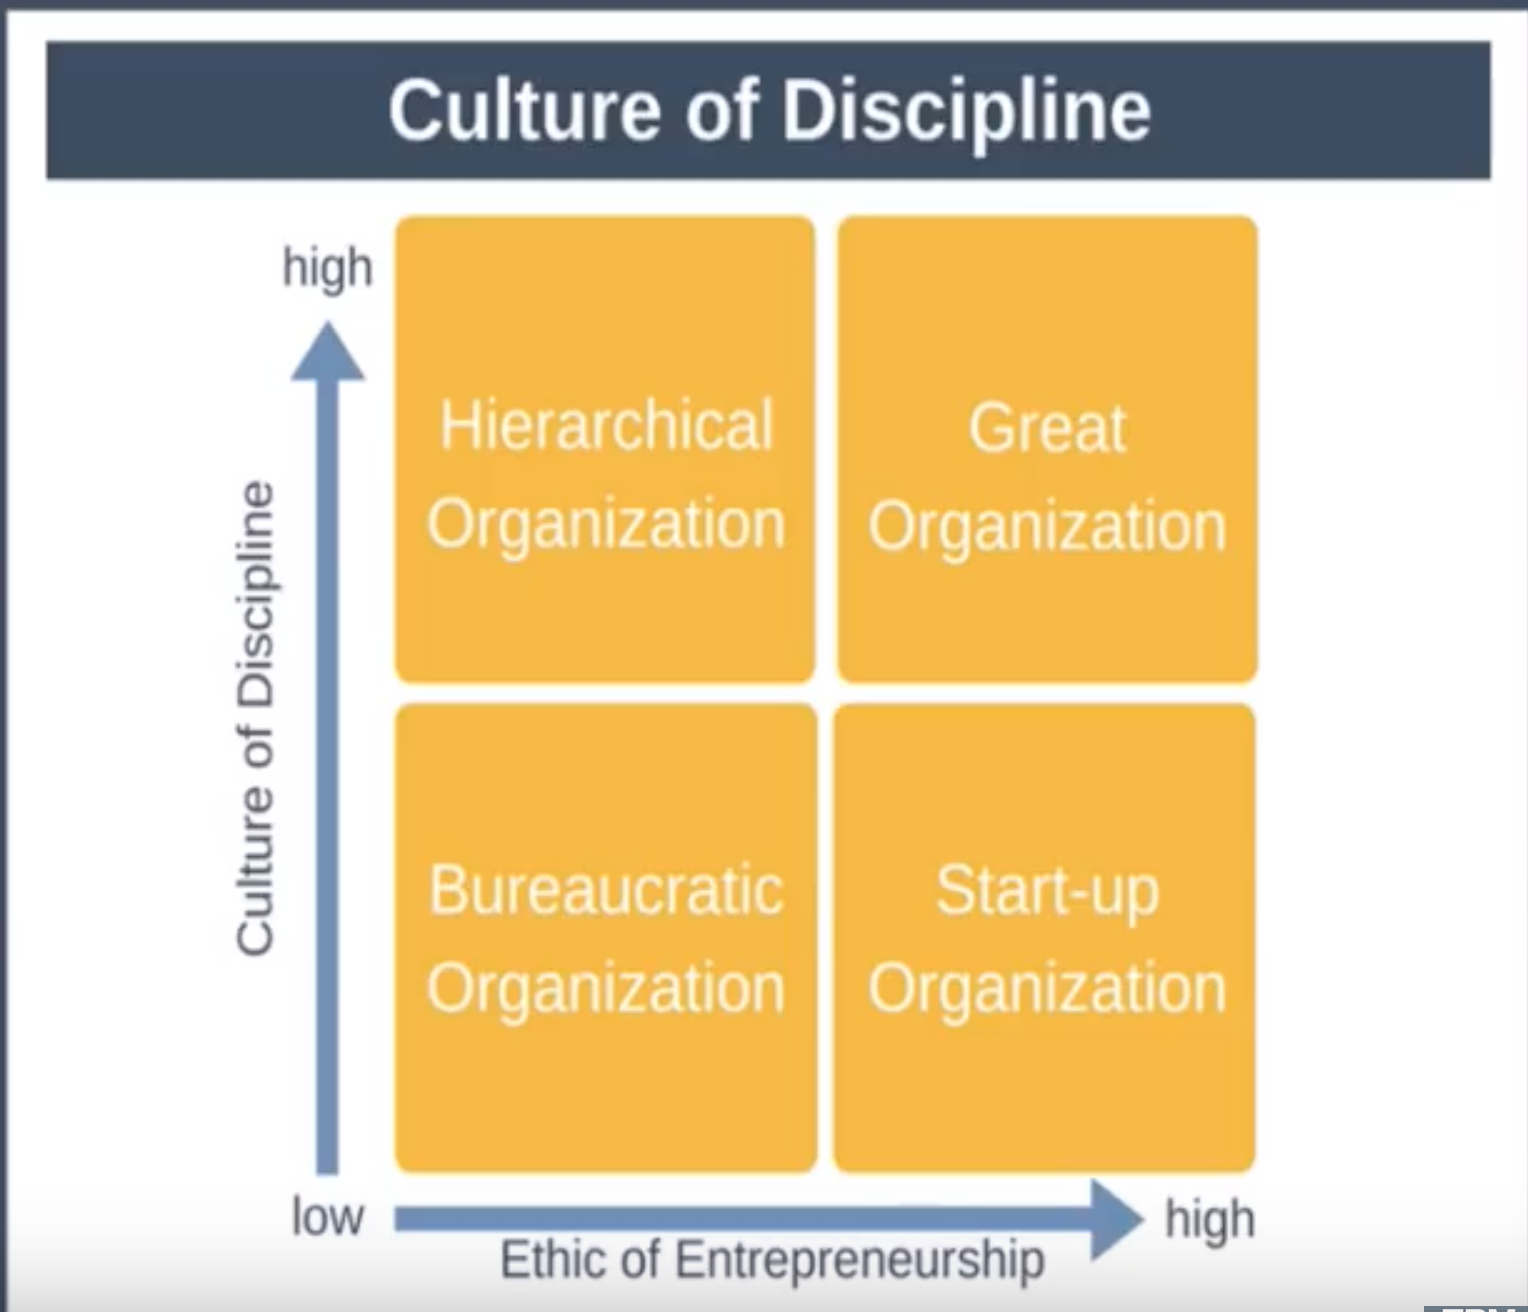 Culture of Discipline
high
Hierarchical
Organization
Great
Organization
Culture of Discipline
Bureaucratic
Organization
Start-up
Organization
low
high
Ethic of Entrepreneurship